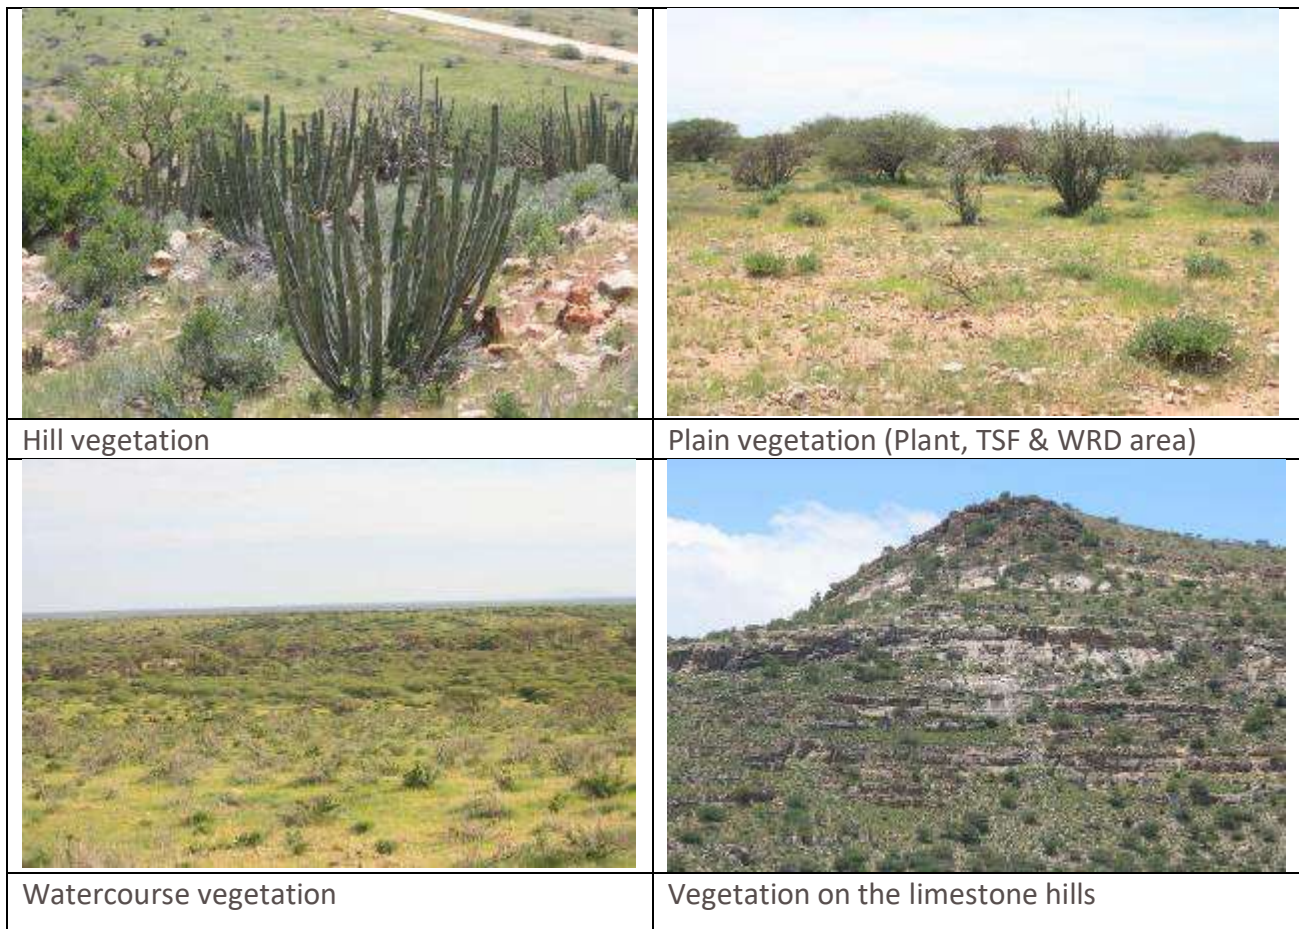 Hill vegetation
Plain vegetation (Plant, TSF & WRD area)
Watercourse vegetation
Vegetation on the limestone hills